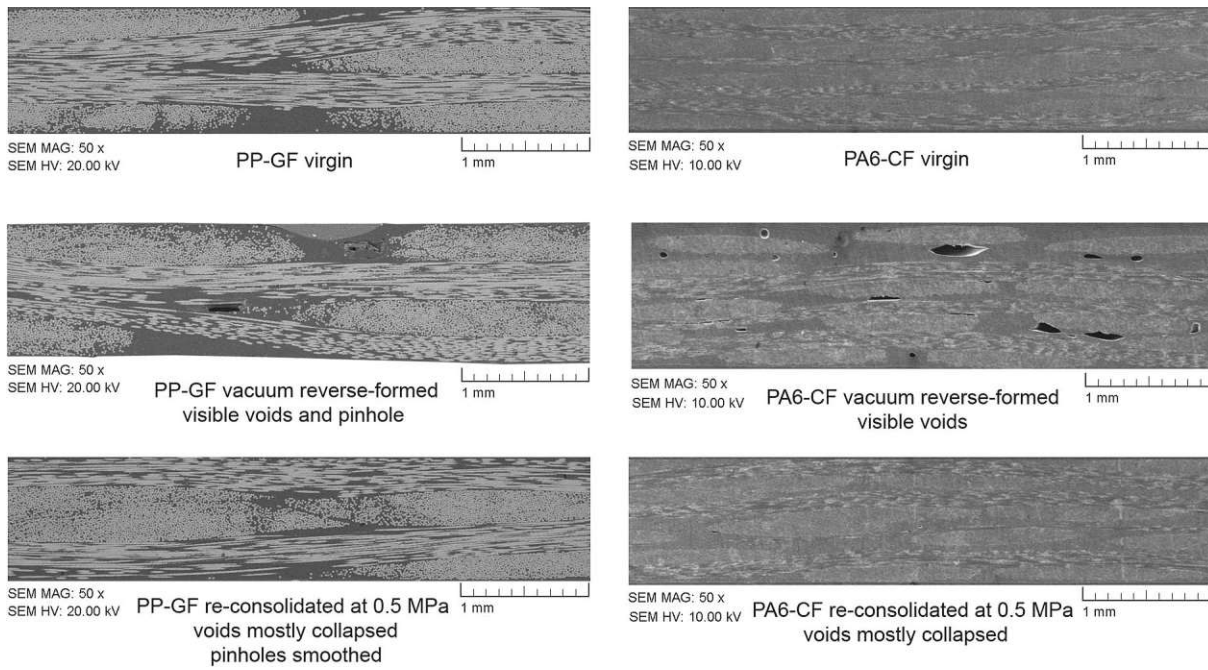 SEM MAG: 50 x
SEM HV: 20.00 kV
PP-GF virgin
1 mm
SEM MAG: 50 x
SEM HV: 10.00 kV
PA6-CF virgin
1 mm
SEM MAG: 50 x
SEM HV: 20.00 kV
PP-GF vacuum reverse-formed
visible voids and pinhole
1 mm
SEM MAG: 50 x
SEM HV: 10.00 kV
PA6-CF vacuum reverse-formed
visible voids
1 mm
SEM MAG: 50 x
SEM HV: 20.00 kV
PP-GF re-consolidated at 0.5 MPa
voids mostly collapsed
pinholes smoothed
1 mm
SEM MAG: 50 x
SEM HV: 10.00 kV
PA6-CF re-consolidated at 0.5 MPa
voids mostly collapsed
1 mm